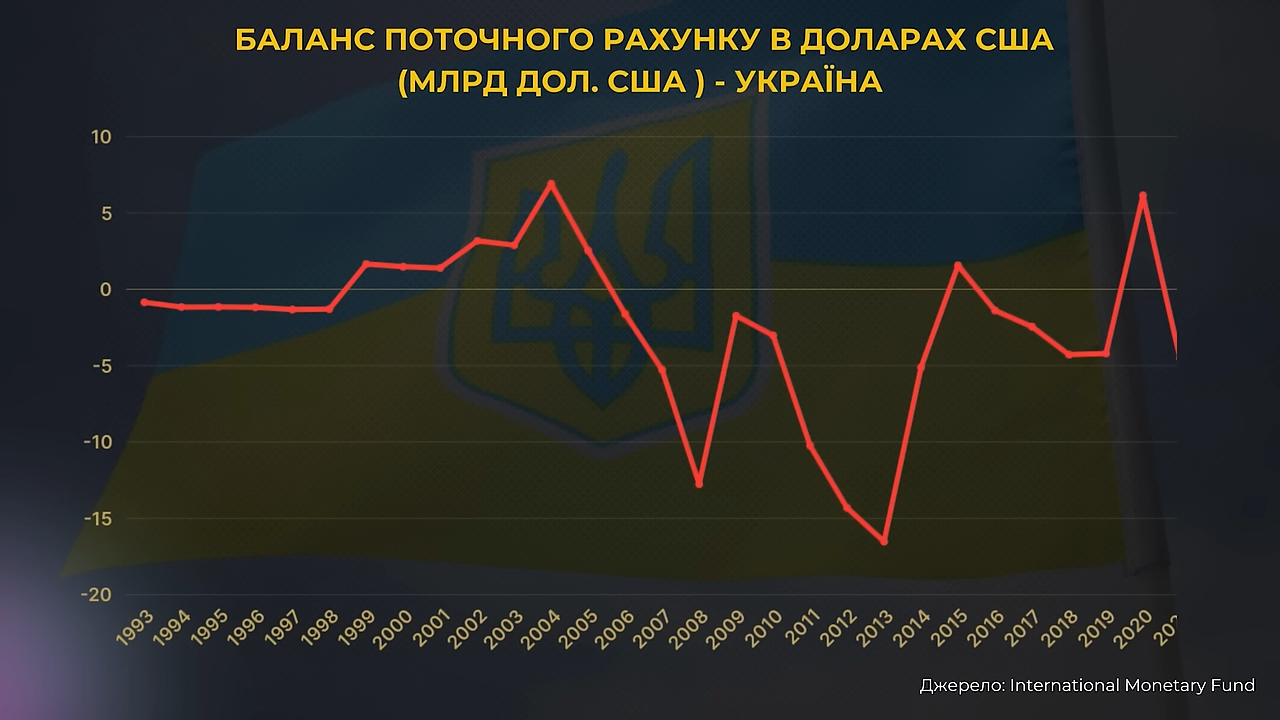 БАЛАНС ПОТОЧНОГО РАХУНКУ В ДОЛАРАХ США
(МЛРД ДОЛ. США ) - УКРАЇНА
10
5
0
-5
-10
-15
-20
1993 1994 1995 1996 1997 1998 1999 2000 2001 2002 2003 2004 2005 2006 2007 2008 2009 2010 2011 2012 2013 2014 2015 2016 2017 2018 2019 2020
Джерело: International Monetary Fund